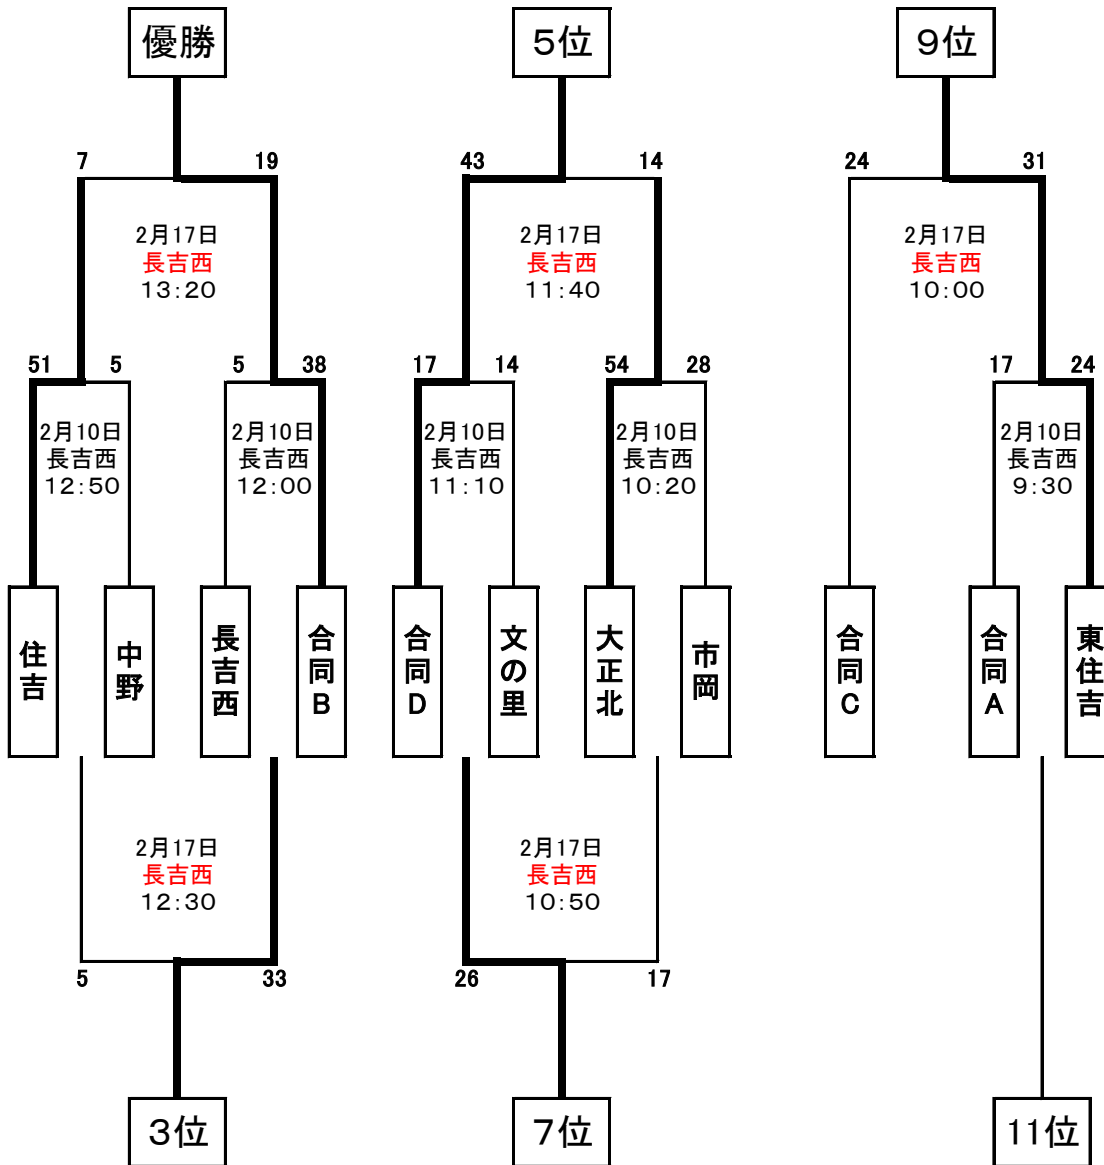 優勝
5位
9位
7
19
43
14
24
31
2月17日
長吉西
13:20
2月17日
長吉西
11:40
2月17日
長吉西
10:00
51
5
5
38
17
14
54
28
17
24
2月10日
長吉西
12:50
2月10日
長吉西
12:00
2月10日
長吉西
11:10
2月10日
長吉西
10:20
2月10日
長吉西
9:30
住吉
中野
長吉西
合同B
合同D
文の里
大正北
市岡
合同C
合同A
東住吉
2月17日
長吉西
12:30
2月17日
長吉西
10:50
5
33
26
17
3位
7位
11位